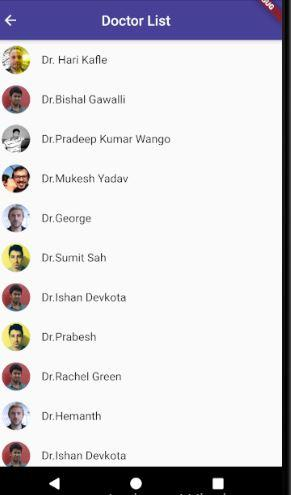 Doctor List
Dr. Hari Kafle
Dr.Bishal Gawalli
Dr.Pradeep Kumar Wango
Dr.Mukesh Yadav
Dr.George
Dr.Sumit Sah
Dr.Ishan Devkota
Dr.Prabesh
Dr.Rachel Green
Dr.Hemanth
Dr.Ishan Devkota